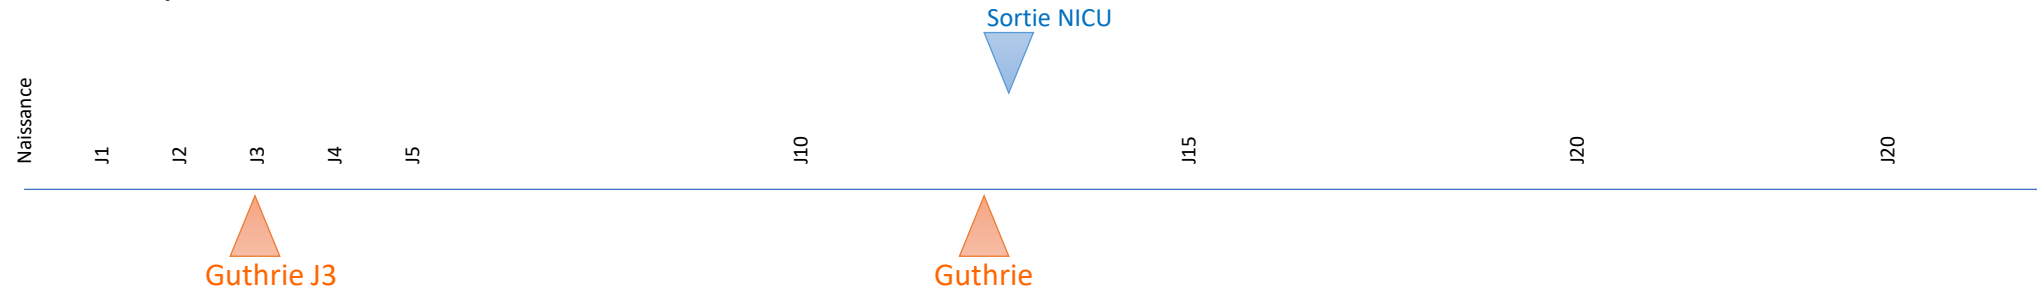 Sortie NICU
Naissance
J1
J2
J3
J4
J5
J10
J15
J20
J20
Guthrie J3
Guthrie